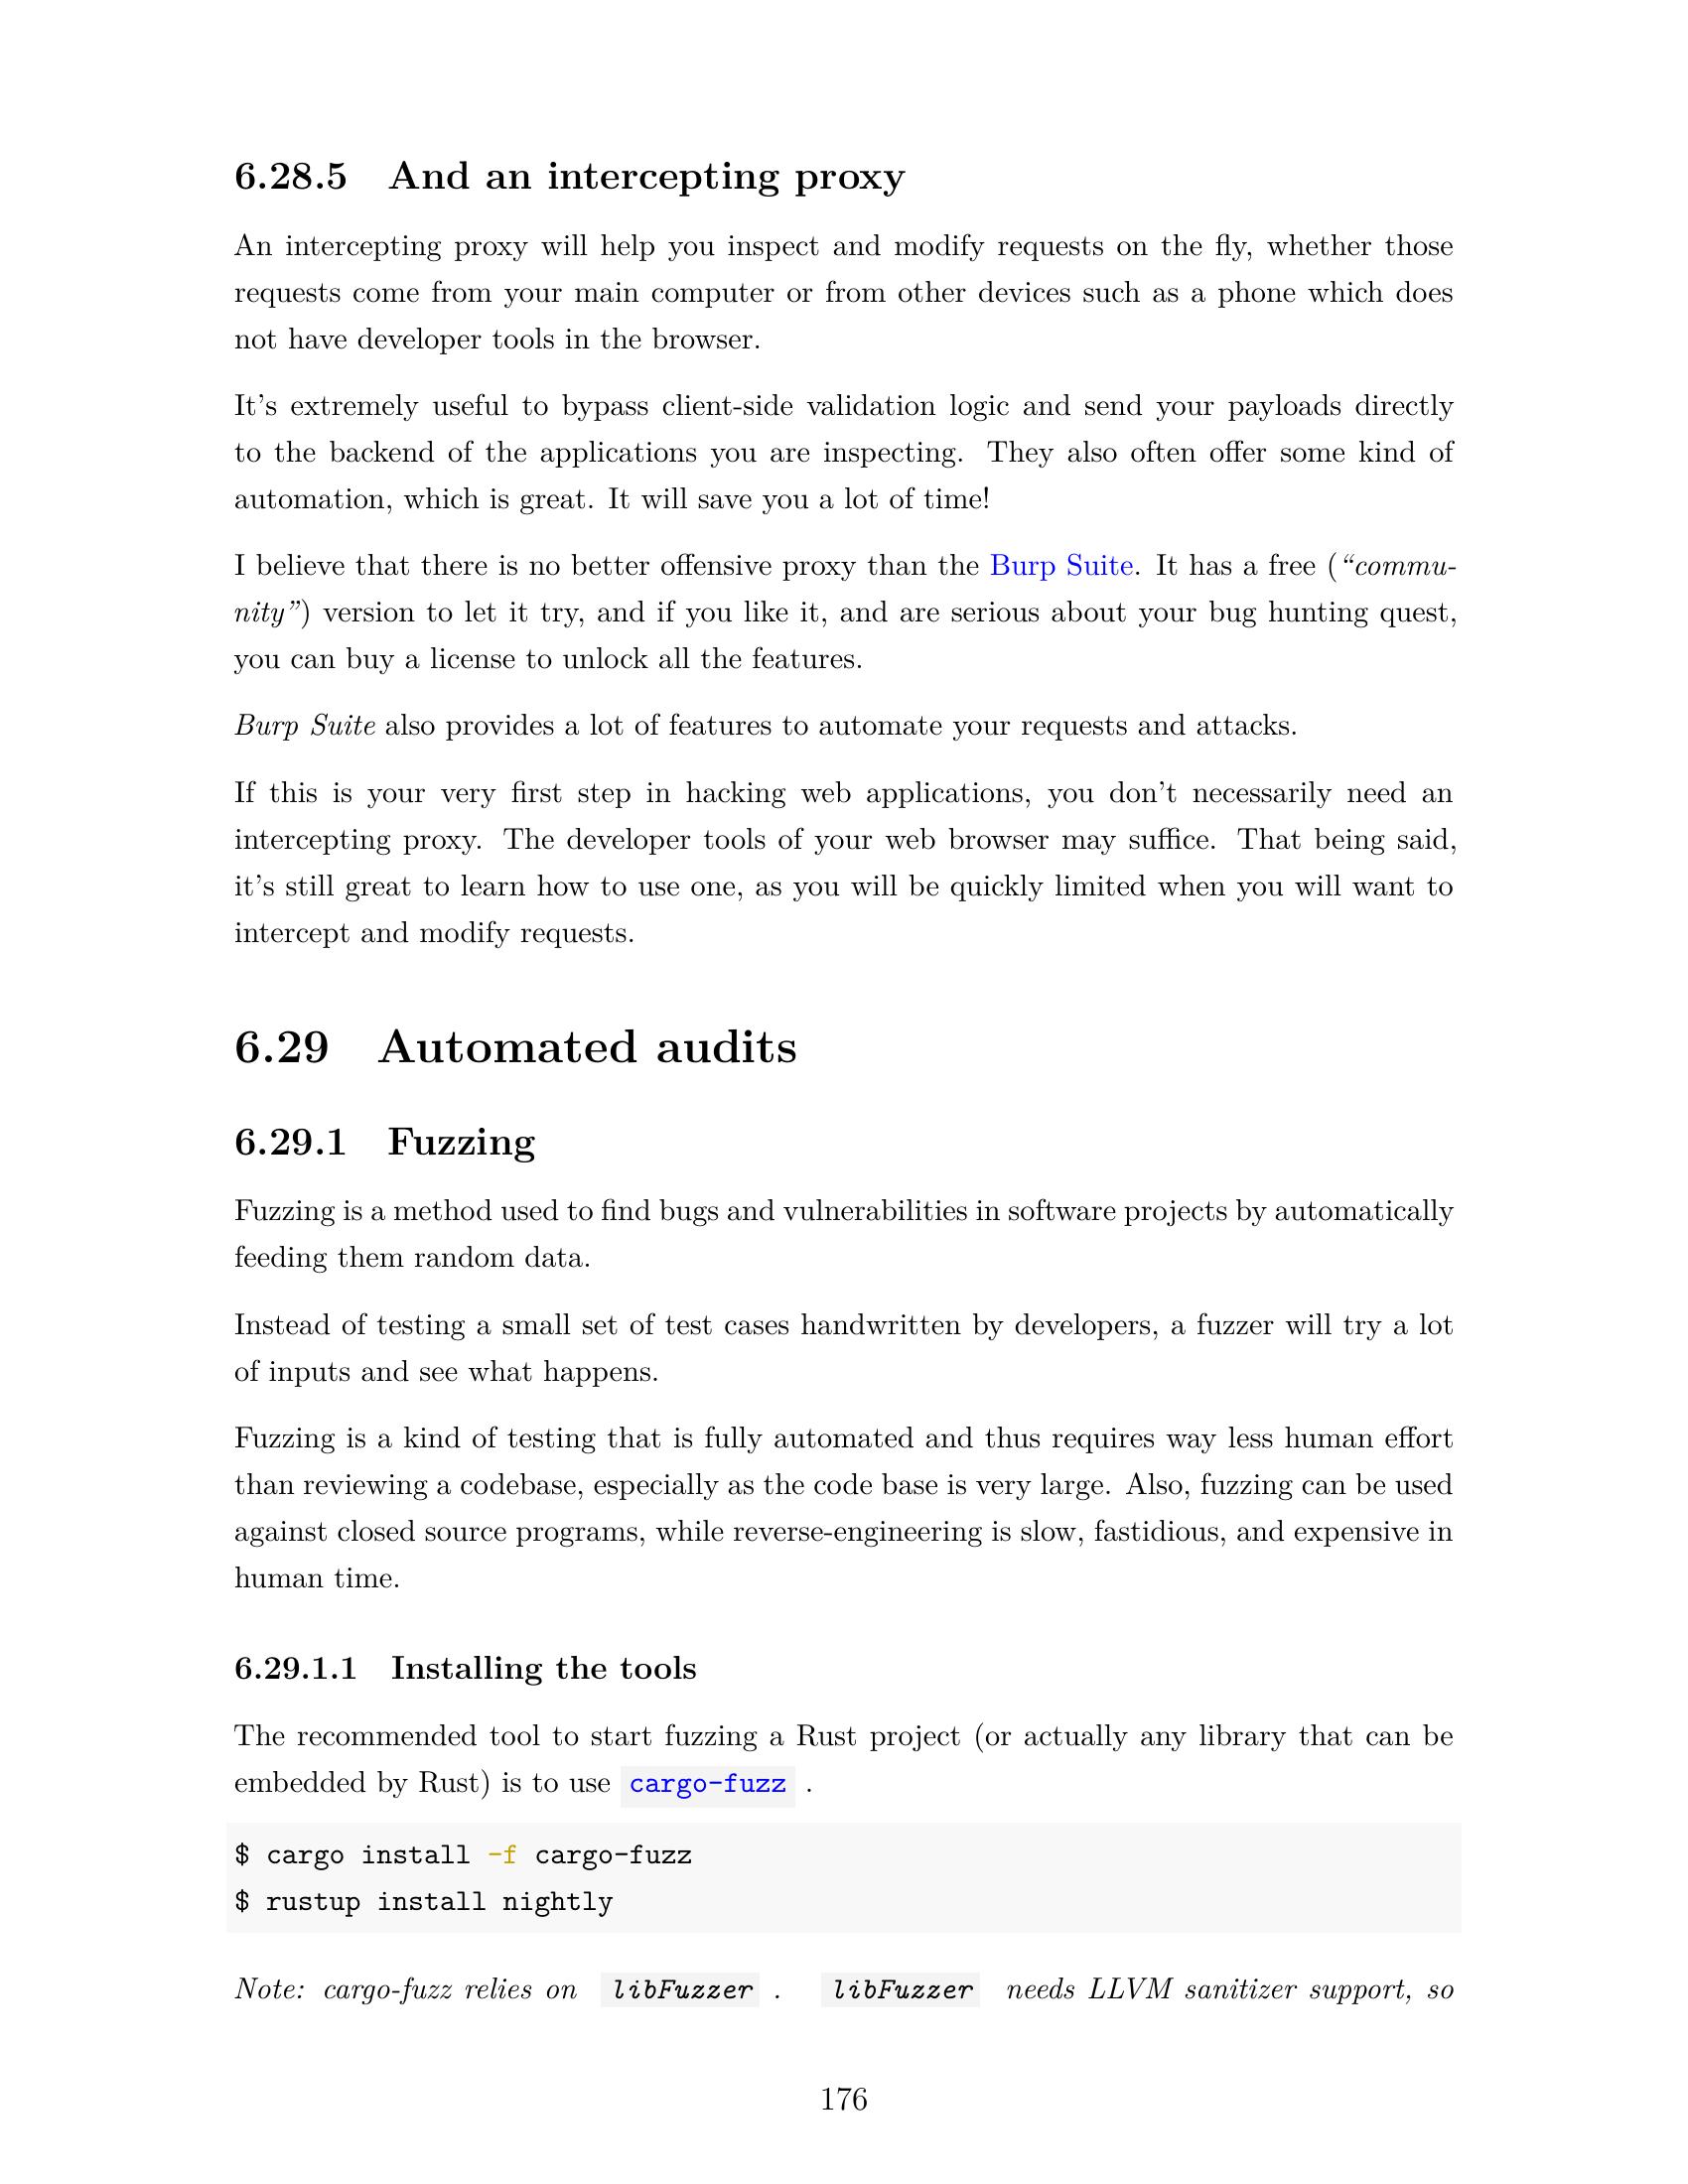 6.28.5 And an intercepting proxy
An intercepting proxy will help you inspect and modify requests on the fly, whether those
requests come from your main computer or from other devices such as a phone which does
not have developer tools in the browser.
It's extremely useful to bypass client-side validation logic and send your payloads directly
to the backend of the applications you are inspecting. They also often offer some kind of
automation, which is great. It will save you a lot of time!
I believe that there is no better offensive proxy than the Burp Suite. It has a free (“commu-
nity”) version to let it try, and if you like it, and are serious about your bug hunting quest,
you can buy a license to unlock all the features.
Burp Suite also provides a lot of features to automate your requests and attacks.
If this is your very first step in hacking web applications, you don't necessarily need an
intercepting proxy. The developer tools of your web browser may suffice. That being said,
it's still great to learn how to use one, as you will be quickly limited when you will want to
intercept and modify requests.
6.29 Automated audits
6.29.1 Fuzzing
Fuzzing is a method used to find bugs and vulnerabilities in software projects by automatically
feeding them random data.
Instead of testing a small set of test cases handwritten by developers, a fuzzer will try a lot
of inputs and see what happens.
Fuzzing is a kind of testing that is fully automated and thus requires way less human effort
than reviewing a codebase, especially as the code base is very large. Also, fuzzing can be used
against closed source programs, while reverse-engineering is slow, fastidious, and expensive in
human time.
6.29.1.1 Installing the tools
The recommended tool to start fuzzing a Rust project (or actually any library that can be
embedded by Rust) is to use cargo-fuzz .
$ cargo install -f cargo-fuzz
$ rustup install nightly
Note: cargo-fuzz relies on libFuzzer . libFuzzer needs LLVM sanitizer support, so
176